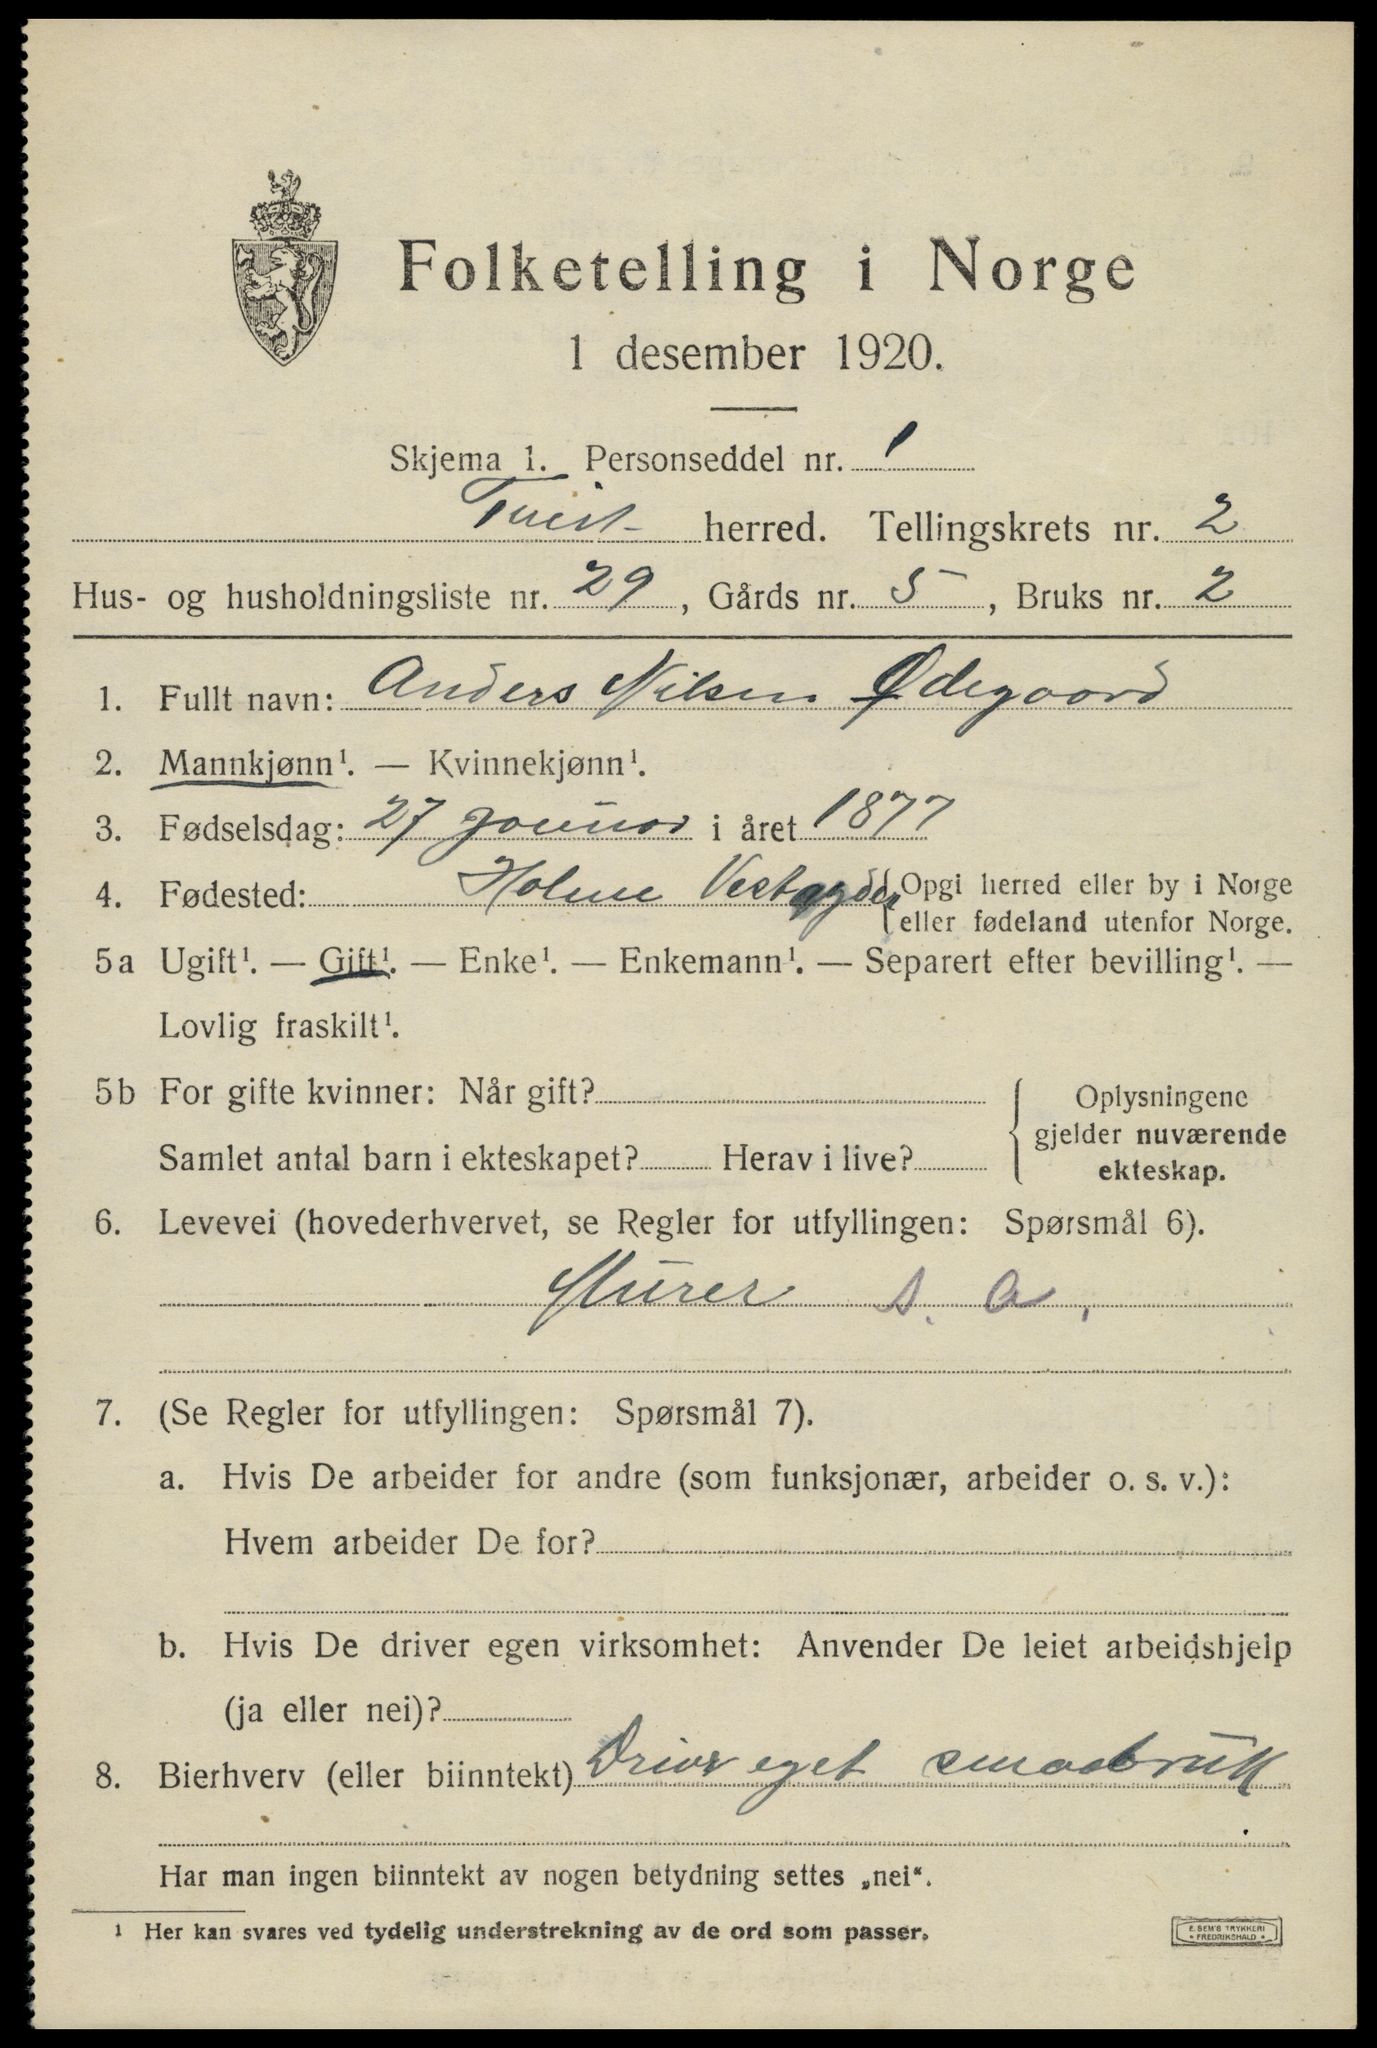 Folketelling i Norge
1 desember 1920.
Skjema 1. Personseddel nr. 1
Tveit herred. Tellingskrets nr. 2
Hus- og husholdningsliste nr. 29, Gårds nr. 5, Bruks nr. 2
1. Fullt navn: Anders Nilsen Ødegaard
2. Mannkjønn¹. — Kvinnekjønn¹.
3. Fødselsdag: 27 januar i året 1877
4. Fødested: Holme Vestagder { Opgi herred eller by i Norge
eller fødeland utenfor Norge.
5a Ugift¹. — Gift¹. — Enke¹. — Enkemann¹. — Separert efter bevilling¹. —
Lovlig fraskilt¹.
5b For gifte kvinner: Når gift? { Oplysningene
gjelder nuværende
Samlet antal barn i ekteskapet? Herav i live?
ekteskap.
6. Levevei (hovederhvervet, se Regler for utfyllingen: Spørsmål 6).
Murer s. a.
7. (Se Regler for utfyllingen: Spørsmål 7).
a. Hvis De arbeider for andre (som funksjonær, arbeider o. s. v.):
Hvem arbeider De for?
b. Hvis De driver egen virksomhet: Anvender De leiet arbeidshjelp
(ja eller nei)?
8. Bierhverv (eller biinntekt) Driver eget smaabruk
Har man ingen biinntekt av nogen betydning settes „nei“.
1 Her kan svares ved tydelig understrekning av de ord som passer.
E. SEM'S TRYKKERI
• FREDRIKSHALD •